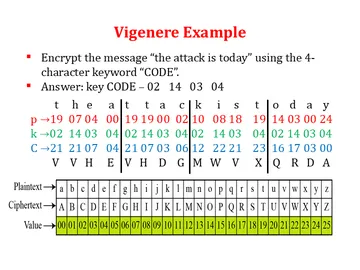 Vigenere Example
▪ Encrypt the message “the attack is today” using the 4-
character keyword “CODE”.
▪ Answer: key CODE – 02 14 03 04
t h e a t t a c k i s t o d a y
p →19 07 04 00 19 19 00 02 10 08 18 19 14 03 00 24
k→02 14 03 04 02 14 03 04 02 14 03 04 02 14 03 00
C→21 21 07 04 21 07 03 06 12 22 21 23 16 17 03 00
V V H E V H D G M W V X Q R D A
Plaintext→ a b c d e f g h i j k l m n o p q r s t u v w x y z
Ciphertext→ A B C D E F G H I J K L M N O P Q R S T U V W X Y Z
Value→ 00 01 02 03 04 05 06 07 08 09 10 11 12 13 14 15 16 17 18 19 20 21 22 23 24 25